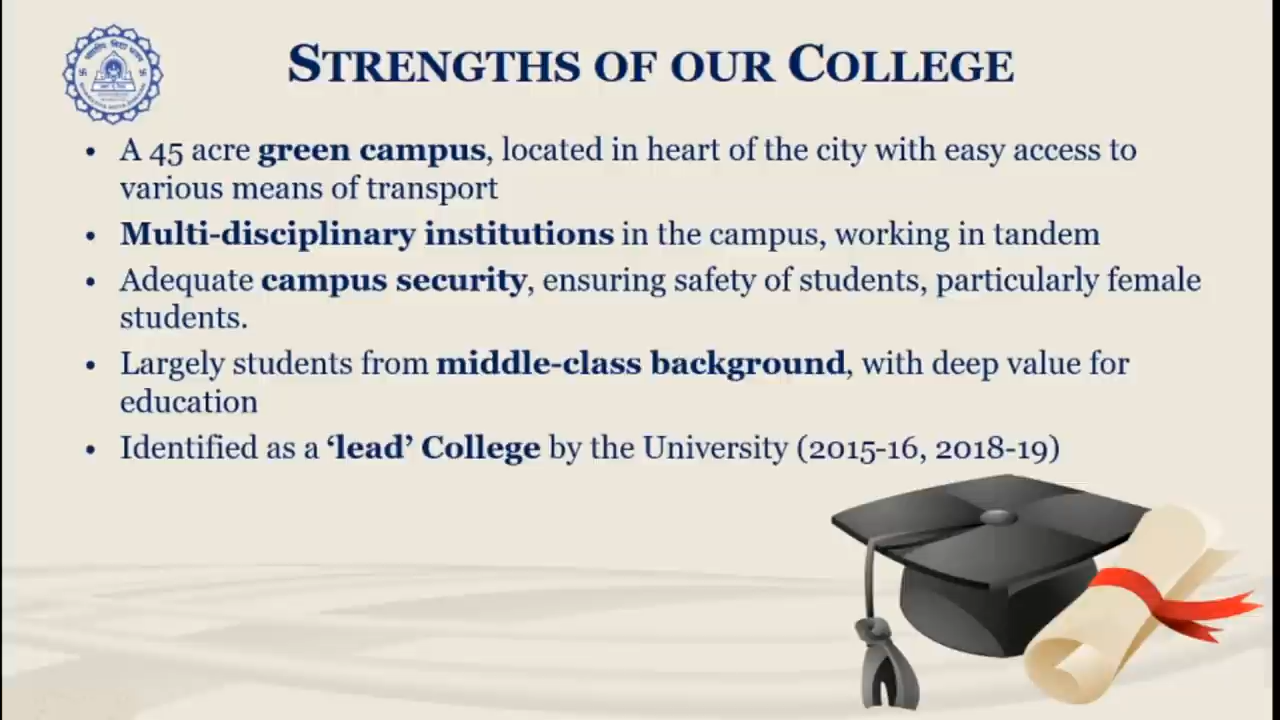 STRENGTHS OF OUR COLLEGE
• A 45 acre green campus, located in heart of the city with easy access to
various means of transport
• Multi-disciplinary institutions in the campus, working in tandem
• Adequate campus security, ensuring safety of students, particularly female
students.
• Largely students from middle-class background, with deep value for
education
• Identified as a ‘lead’ College by the University (2015-16, 2018-19)